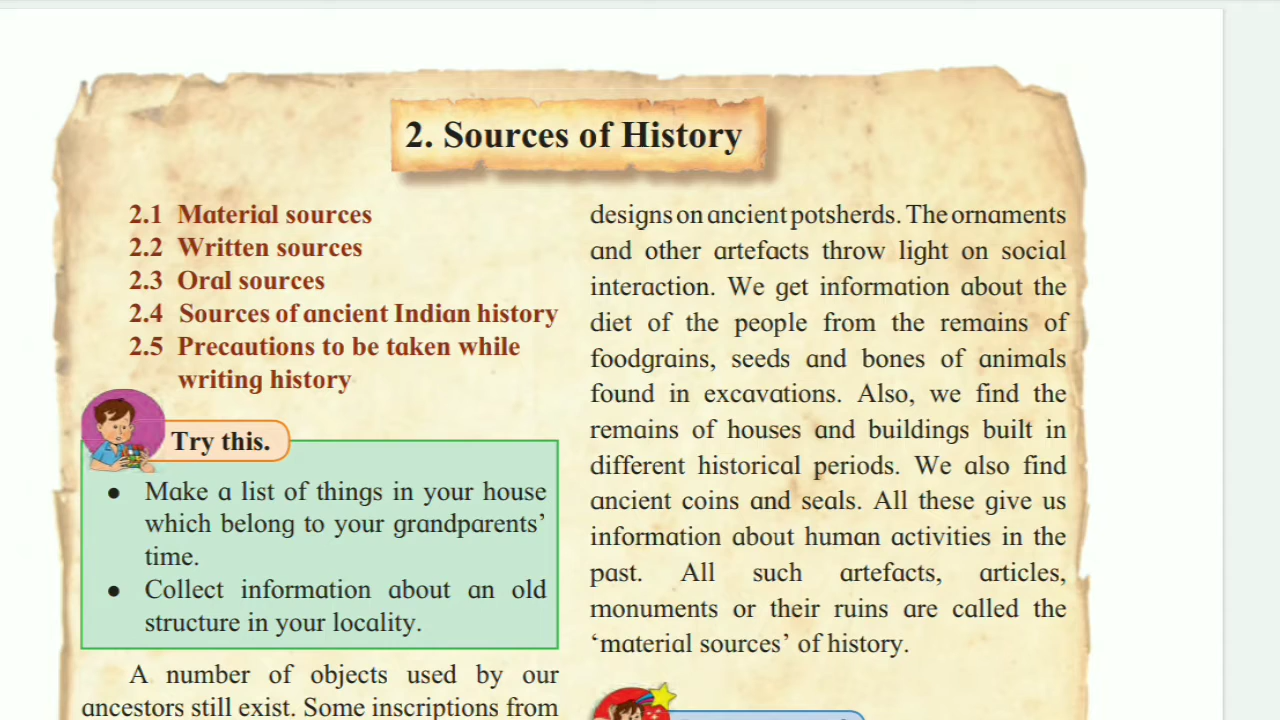 2. Sources of History
2.1 Material sources
2.2 Written sources
2.3 Oral sources
2.4 Sources of ancient Indian history
2.5 Precautions to be taken while
writing history
Try this.
● Make a list of things in your house
which belong to your grandparents’
time.
● Collect information about an old
structure in your locality.
A number of objects used by our
ancestors still exist. Some inscriptions from
designs on ancient potsherds. The ornaments
and other artefacts throw light on social
interaction. We get information about the
diet of the people from the remains of
foodgrains, seeds and bones of animals
found in excavations. Also, we find the
remains of houses and buildings built in
different historical periods. We also find
ancient coins and seals. All these give us
information about human activities in the
past. All such artefacts, articles,
monuments or their ruins are called the
‘material sources’ of history.